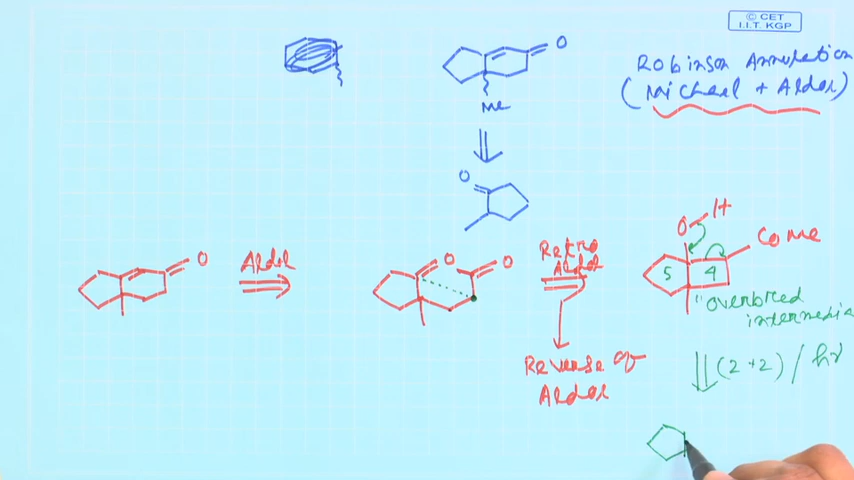 © CET
I.I.T. KGP
O
Me
Robinson Annulation
(Micheal + Aldol)
O
O
Aldol
O
O
Retro
Aldol
O
H
COMe
5
4
"Overbred
intermedia
Reverse of
Aldol
(2+2) / hν